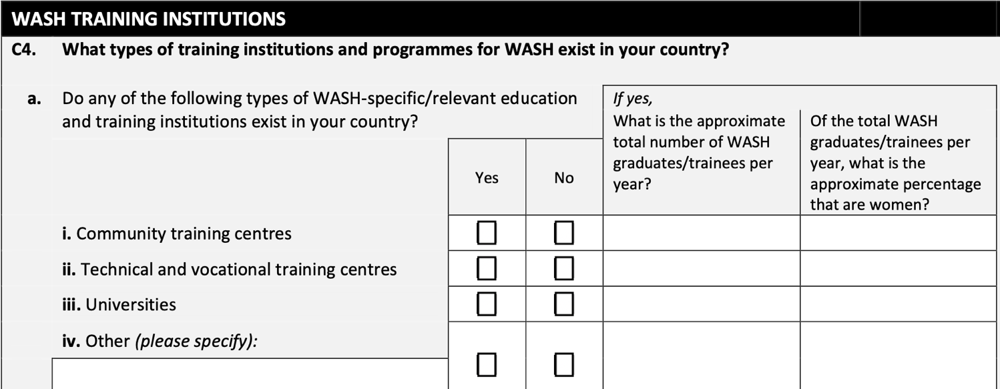 WASH TRAINING INSTITUTIONS
C4. What types of training institutions and programmes for WASH exist in your country?
a. Do any of the following types of WASH-specific/relevant education
and training institutions exist in your country?
If yes,
What is the approximate
total number of WASH
graduates/trainees per
year?
Of the total WASH
graduates/trainees per
year, what is the
approximate percentage
that are women?
Yes
No
i. Community training centres
ii. Technical and vocational training centres
iii. Universities
iv. Other (please specify):